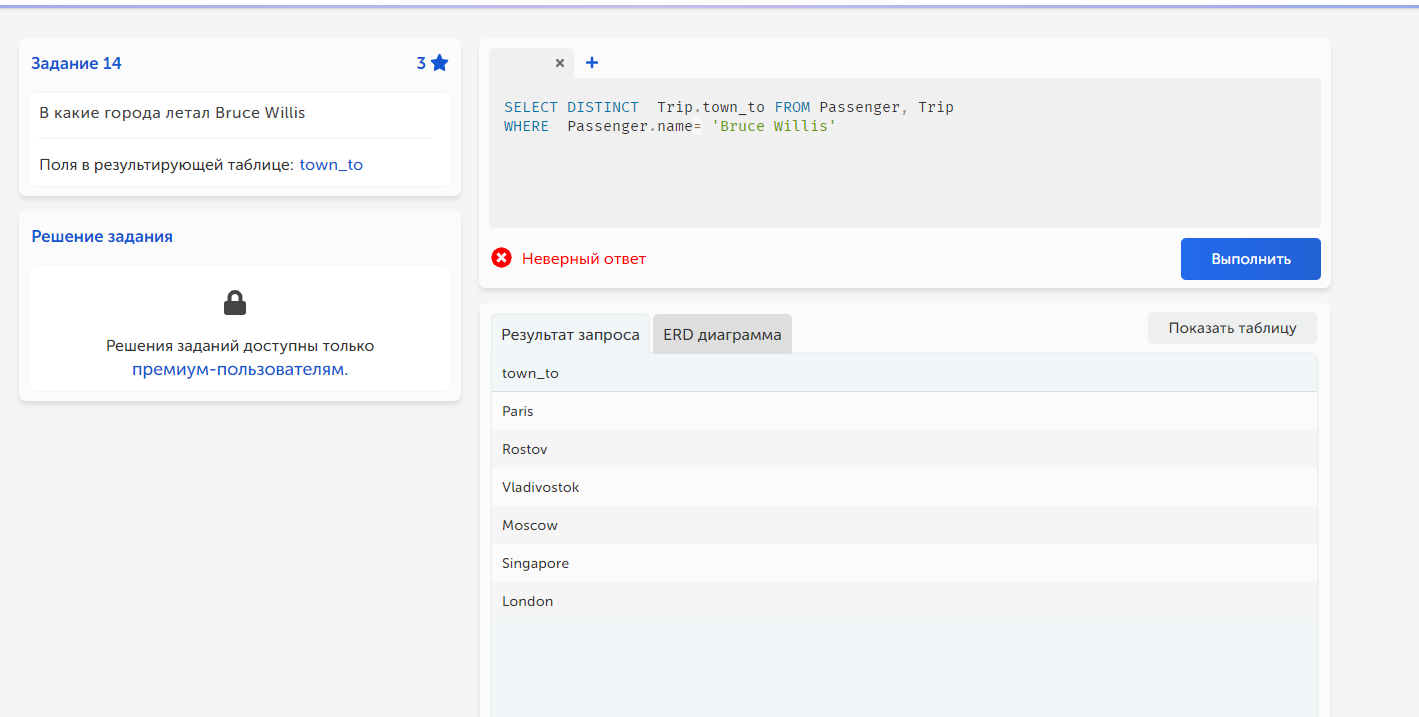 Задание 14
3
В какие города летал Bruce Willis
Поля в результирующей таблице: town_to
Решение задания
Решения заданий доступны только
премиум-пользователям.
× +
SELECT DISTINCT  Trip.town_to FROM Passenger, Trip
WHERE  Passenger.name= 'Bruce Willis'
Неверный ответ
Выполнить
Результат запроса
ERD диаграмма
Показать таблицу
town_to
Paris
Rostov
Vladivostok
Moscow
Singapore
London